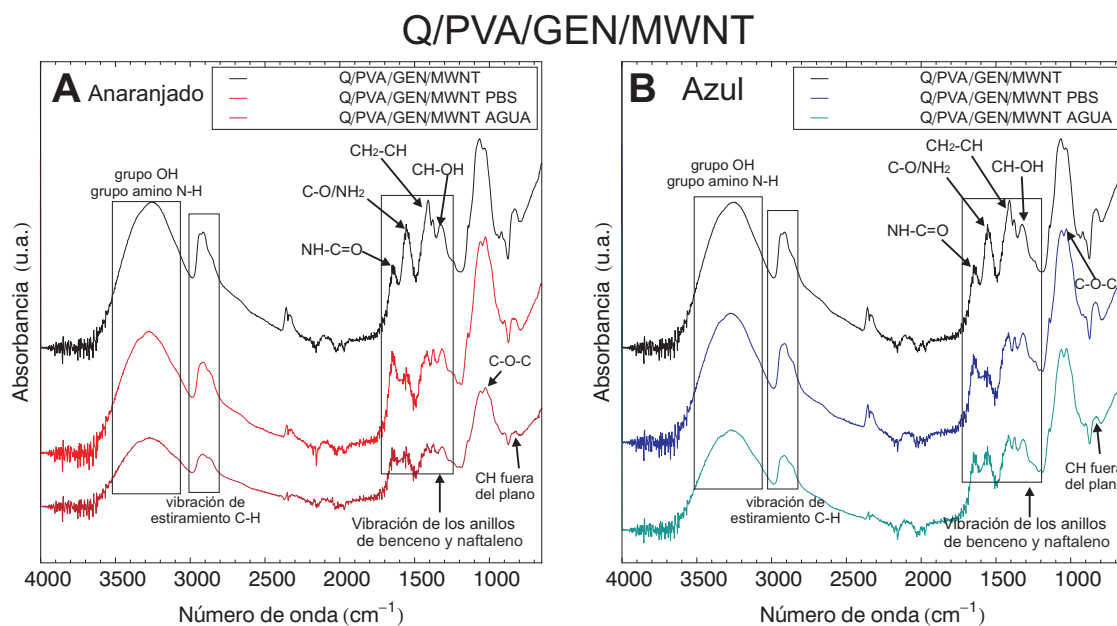 Q/PVA/GEN/MWNT
A Anaranjado
Q/PVA/GEN/MWNT
Q/PVA/GEN/MWNT PBS
Q/PVA/GEN/MWNT AGUA
grupo OH
grupo amino N-H
CH₂-CH
CH-OH
C-O/NH₂
NH-C=O
C-O-C
CH fuera
del plano
vibración de
estiramiento C-H
Vibración de los anillos
de benceno y naftaleno
Absorbancia (u.a.)
4000 3500 3000 2500 2000 1500 1000
Número de onda (cm⁻¹)
B Azul
Q/PVA/GEN/MWNT
Q/PVA/GEN/MWNT PBS
Q/PVA/GEN/MWNT AGUA
grupo OH
grupo amino N-H
CH₂-CH
C-O/NH₂
CH-OH
NH-C=O
C-O-C
CH fuera
del plano
vibración de
estiramiento C-H
Vibración de los anillos
de benceno y naftaleno
Absorbancia (u.a.)
4000 3500 3000 2500 2000 1500 1000
Número de onda (cm⁻¹)